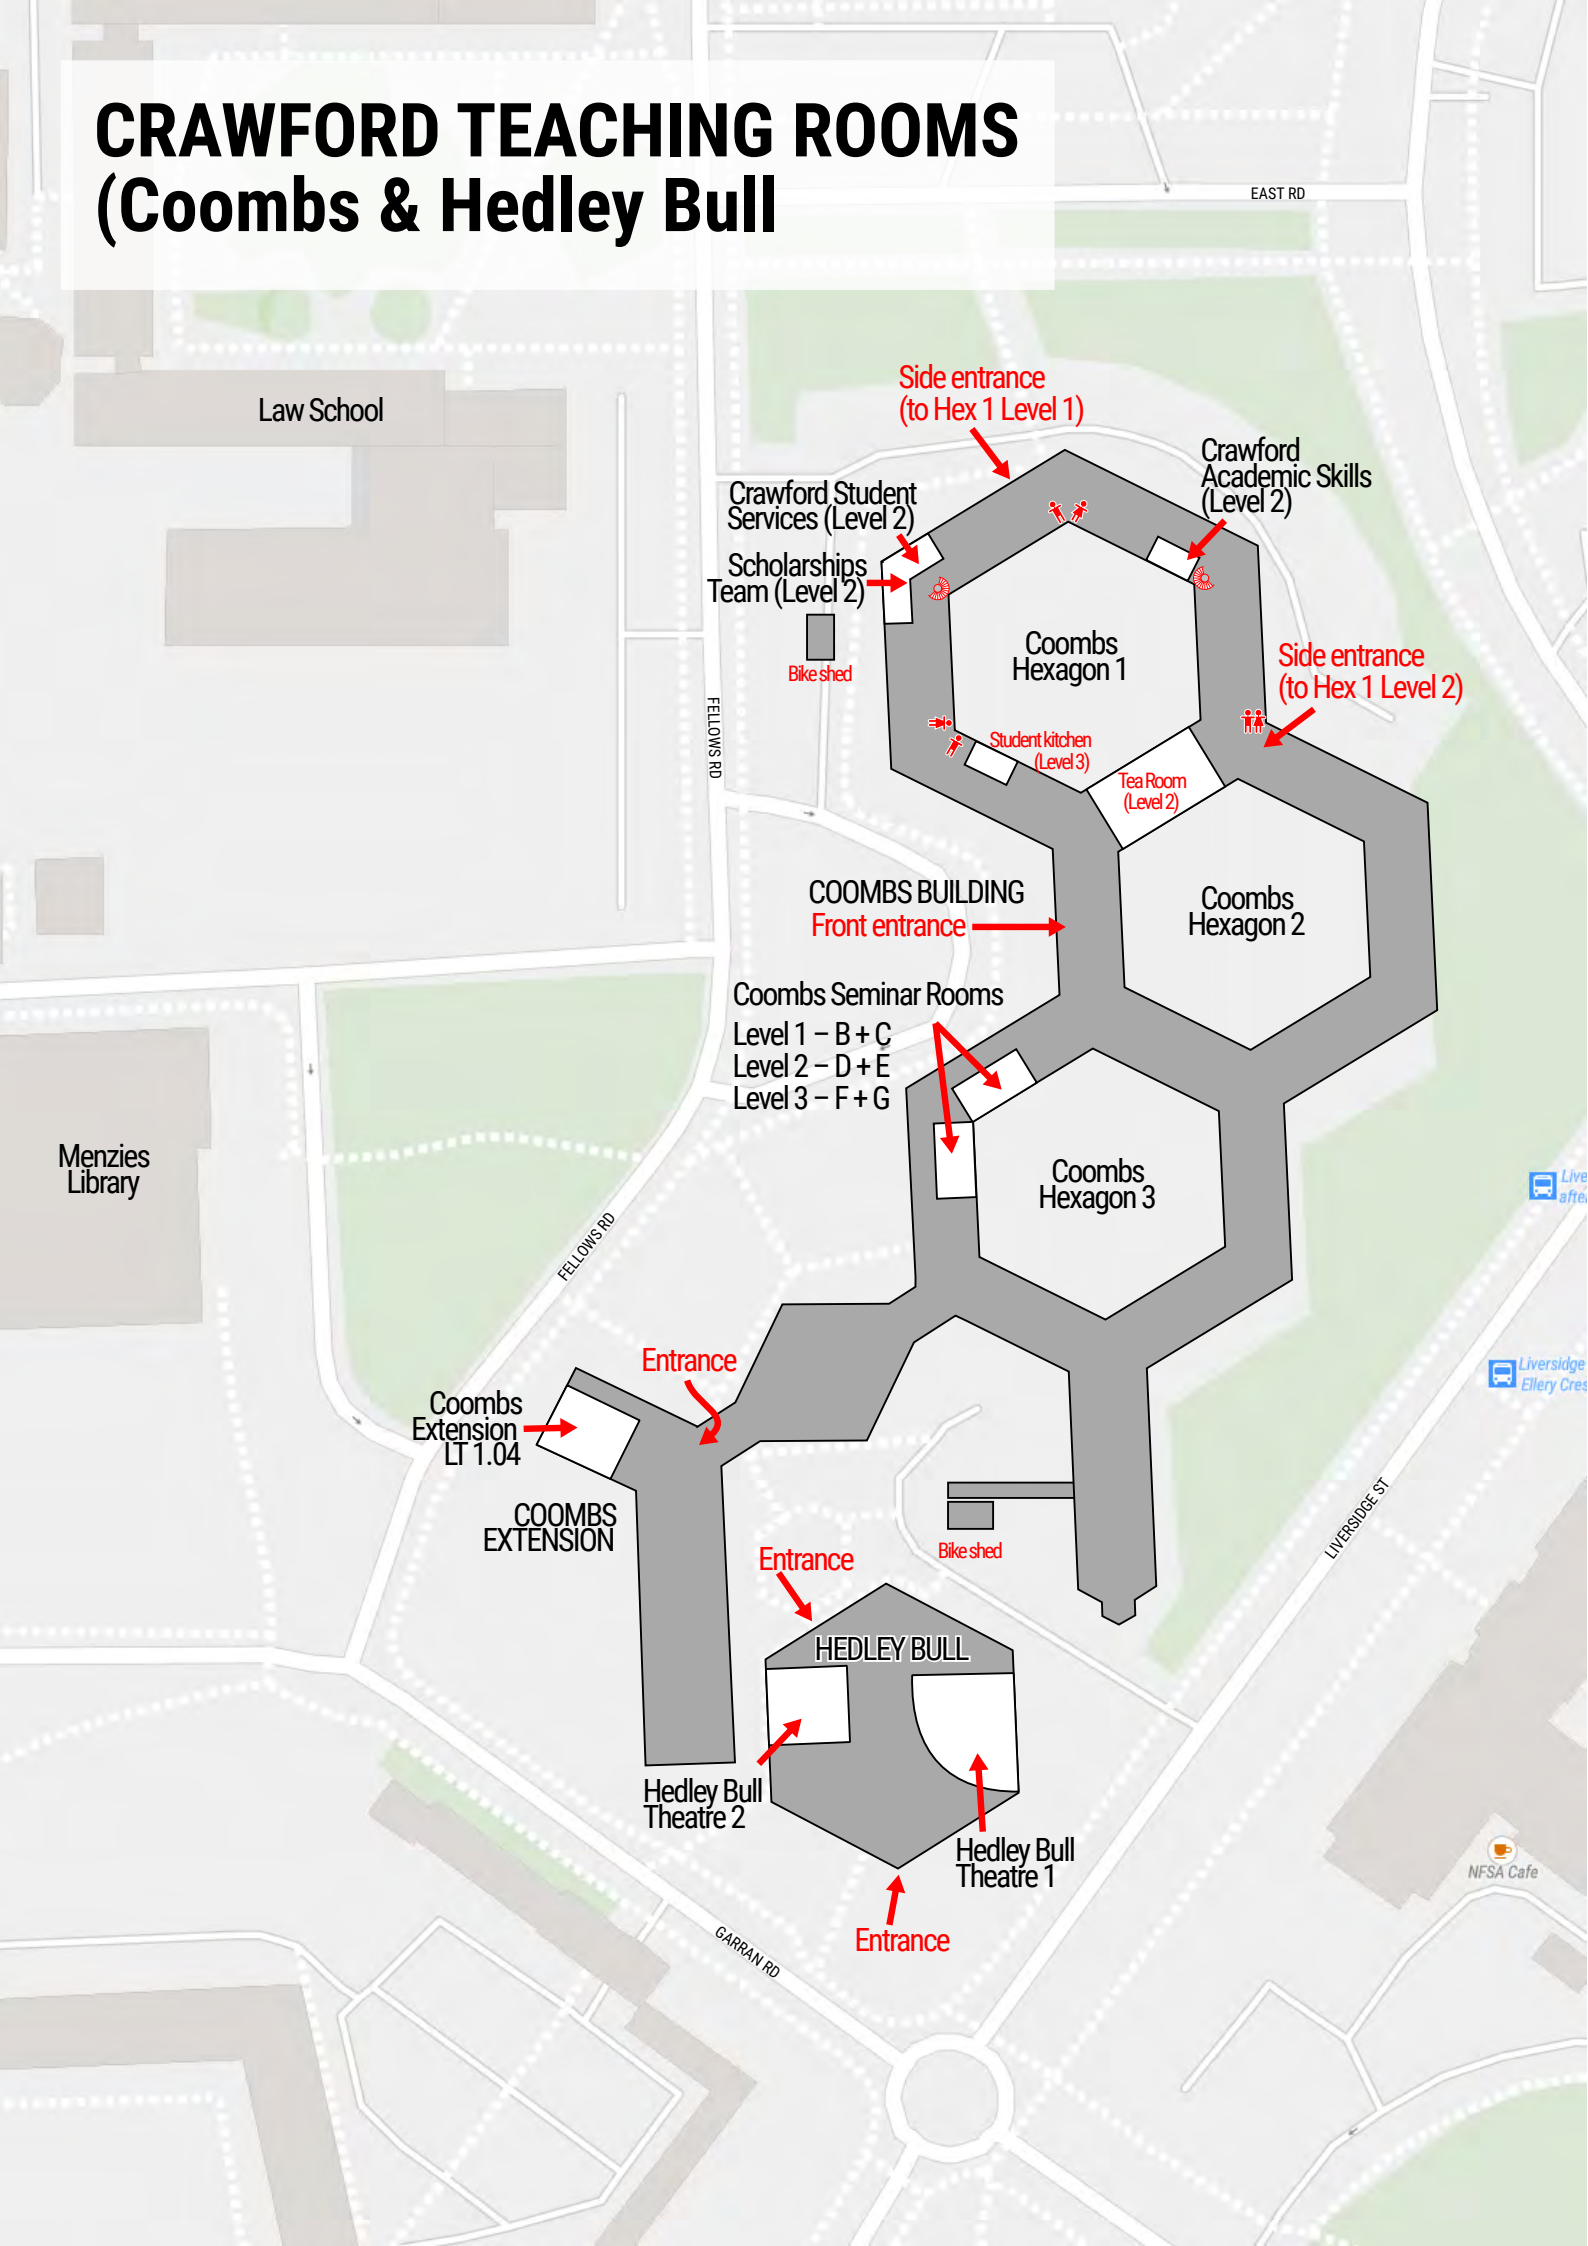 CRAWFORD TEACHING ROOMS
(Coombs & Hedley Bull
EAST RD
Law School
Side entrance
(to Hex 1 Level 1)
Crawford
Academic Skills
(Level 2)
Crawford Student
Services (Level 2)
Scholarships
Team (Level 2)
Bike shed
Coombs
Hexagon 1
Side entrance
(to Hex 1 Level 2)
FELLOWS RD
Student kitchen
(Level 3)
Tea Room
(Level 2)
COOMBS BUILDING
Front entrance
Coombs
Hexagon 2
Coombs Seminar Rooms
Level 1 – B + C
Level 2 – D + E
Level 3 – F + G
Menzies
Library
Coombs
Hexagon 3
Live
afte
FELLOWS RD
Entrance
Liversidge
Ellery Cres
Coombs
Extension
LT 1.04
COOMBS
EXTENSION
LIVERSIDGE ST
Bike shed
Entrance
HEDLEY BULL
Hedley Bull
Theatre 2
Hedley Bull
Theatre 1
NFSA Cafe
Entrance
GARRAN RD